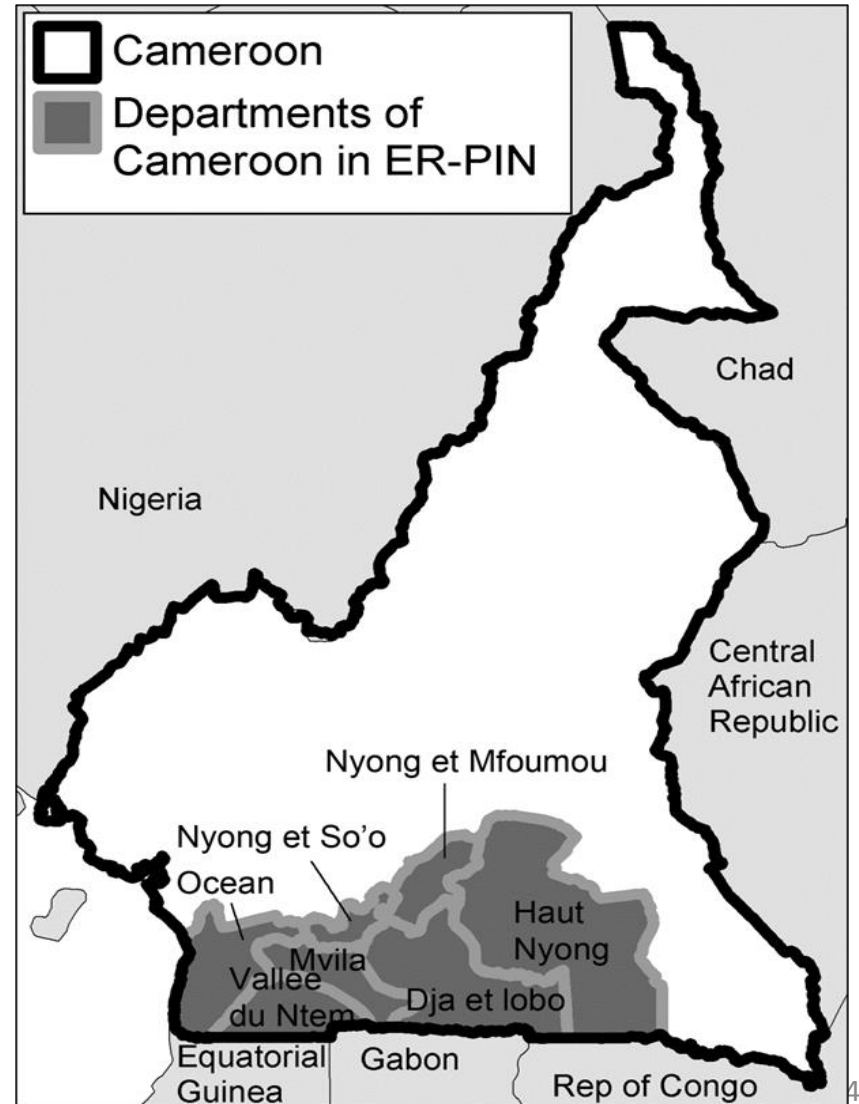 Cameroon
Departments of
Cameroon in ER-PIN
Chad
Nigeria
Central
African
Republic
Nyong et Mfoumou
Nyong et So'o
Ocean
Haut
Nyong
Mvila
Vallée
du Ntem
Dja et lobo
Equatorial
Guinea
Gabon
Rep of Congo
4